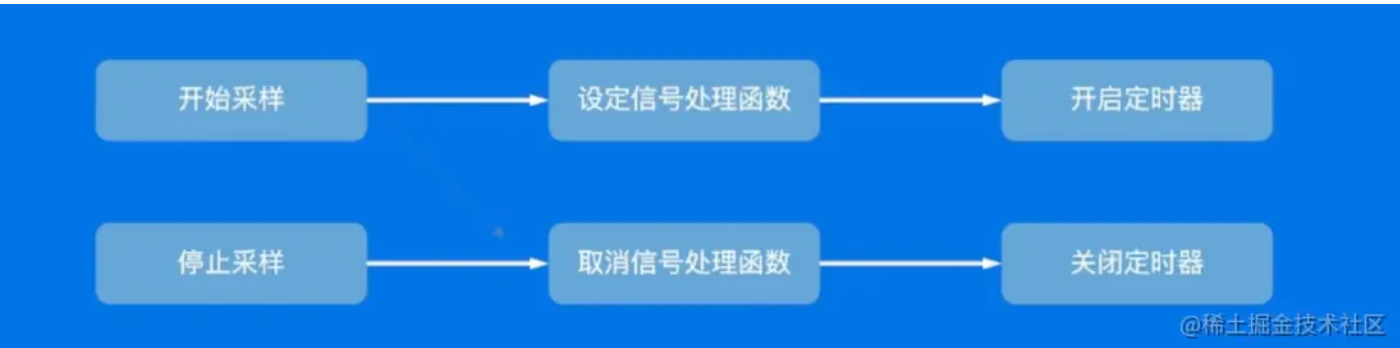 开始采样
设定信号处理函数
开启定时器
停止采样
取消信号处理函数
关闭定时器
@稀土掘金技术社区